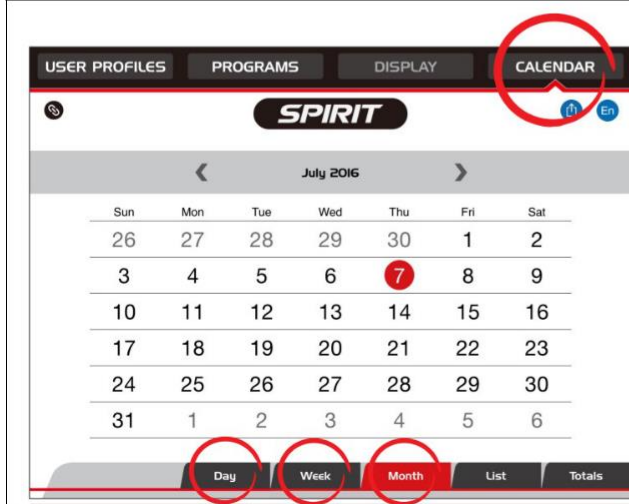 USER PROFILES PROGRAMS DISPLAY CALENDAR
SPIRIT En
July 2016
Sun Mon Tue Wed Thu Fri Sat
26 27 28 29 30 1 2
3 4 5 6 7 8 9
10 11 12 13 14 15 16
17 18 19 20 21 22 23
24 25 26 27 28 29 30
31 1 2 3 4 5 6
Day Week Month List Totals